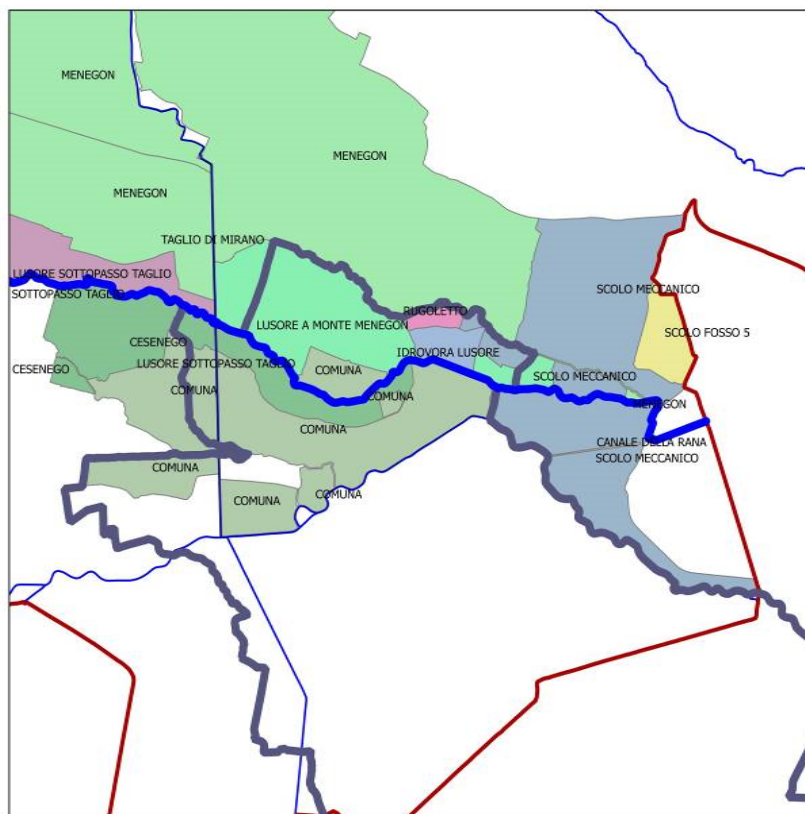 MENEGON
MENEGON
MENEGON
TAGLIO DI MIRANO
LUSORE SOTTOPASSO TAGLIO
SCOLO MECCANICO
SOTTOPASSO TAGLIO
RUGOLETTO
LUSORE A MONTE MENEGON
SCOLO FOSSO 5
CESENEGO
IDROVORA LUSORE
CESENEGO
LUSORE SOTTOPASSO TAGLIO
COMUNA
SCOLO MECCANICO
COMUNA
COMUNA
MENEGON
COMUNA
CANALE DELLA RANA
SCOLO MECCANICO
COMUNA
COMUNA
COMUNA